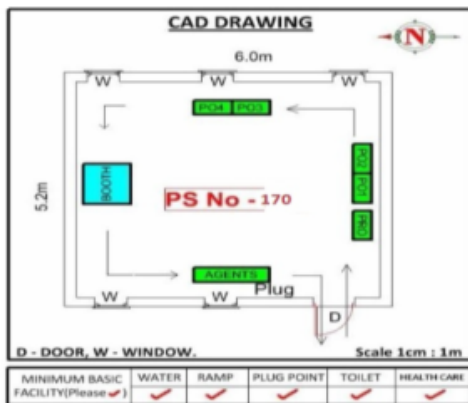 CAD DRAWING
N
6.0m
W W W
PO4 PO3
5.2m
BOOTH
PO2
PO1
PRO
PS No - 170
AGENTS
Plug
W W
D
D - DOOR, W - WINDOW. Scale 1cm : 1m
MINIMUM BASIC FACILITY(Please ✓) WATER RAMP PLUG POINT TOILET HEALTH CARE
✓ ✓ ✓ ✓ ✓